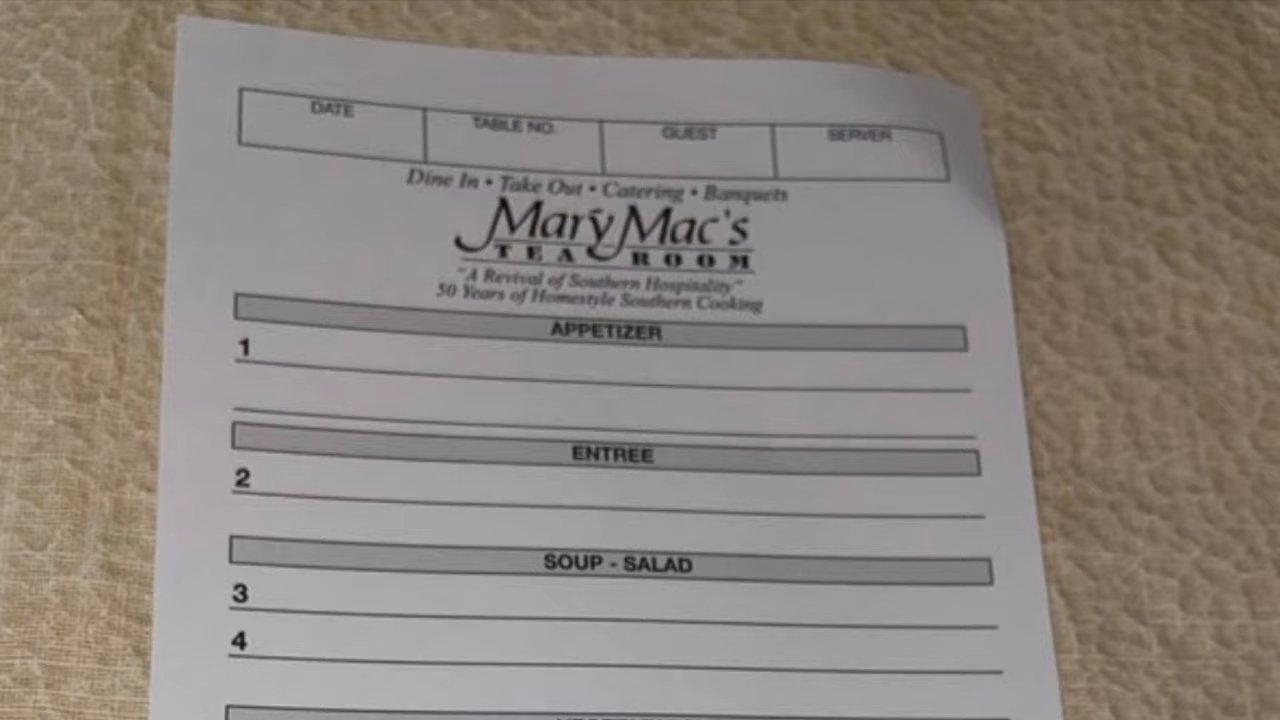 DATE TABLE NO. GUEST SERVER
Dine In • Take Out • Catering • Banquets
Mary Mac's
TEA ROOM
"A Revival of Southern Hospitality"
50 Years of Homestyle Southern Cooking
APPETIZER
1
ENTREE
2
SOUP - SALAD
3
4